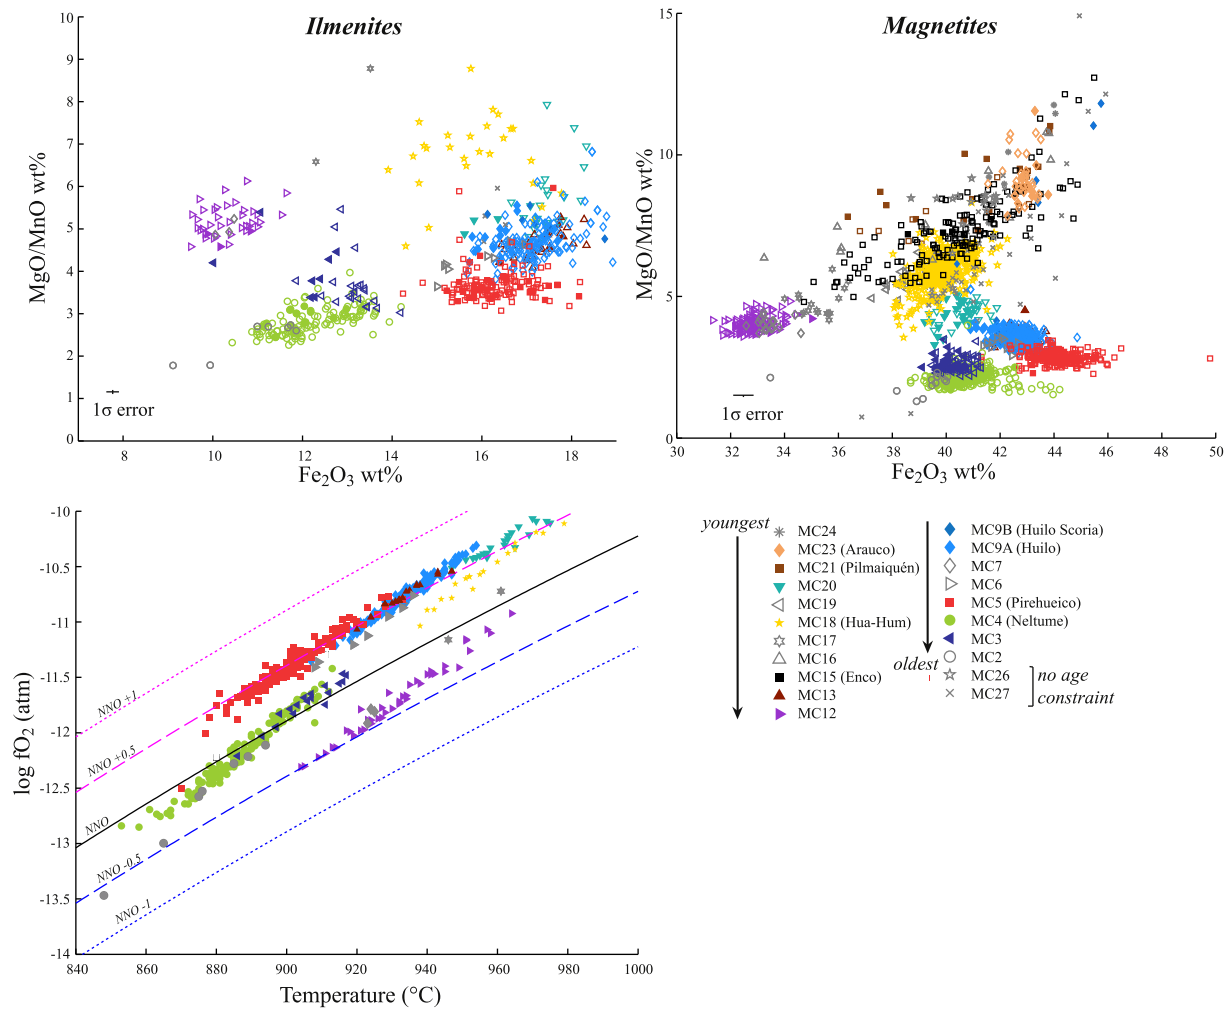 Ilmenites
10
9
8
7
6
5
4
3
2
1
0
MgO/MnO wt%
1σ error
8
10
12
14
16
18
Fe₂O₃ wt%
Magnetites
15
10
5
0
MgO/MnO wt%
1σ error
30
32
34
36
38
40
42
44
46
48
50
Fe₂O₃ wt%
-10
-10.5
-11
-11.5
-12
-12.5
-13
-13.5
-14
log fO₂ (atm)
NNO +1
NNO +0.5
NNO
NNO -0.5
NNO -1
840
860
880
900
920
940
960
980
1000
Temperature (°C)
youngest
MC24
MC23 (Arauco)
MC21 (Pilmaiquén)
MC20
MC19
MC18 (Hua-Hum)
MC17
MC16
MC15 (Enco)
MC13
MC12
MC9B (Huilo Scoria)
MC9A (Huilo)
MC7
MC6
MC5 (Pirehueico)
MC4 (Neltume)
MC3
oldest
MC2
MC26
MC27
no age
constraint